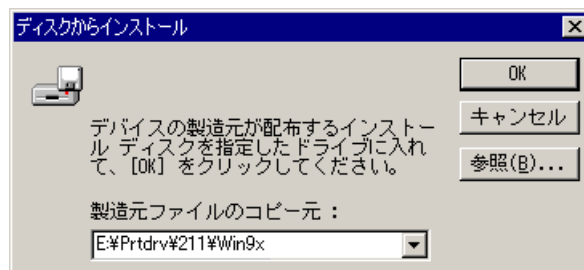 ディスクからインストール
OK
キャンセル
参照(B)...
デバイスの製造元が配布するインストー
ル ディスクを指定したドライブに入れ
て、[OK] をクリックしてください。
製造元ファイルのコピー元 :
E:¥Prtdrv¥211¥Win9x